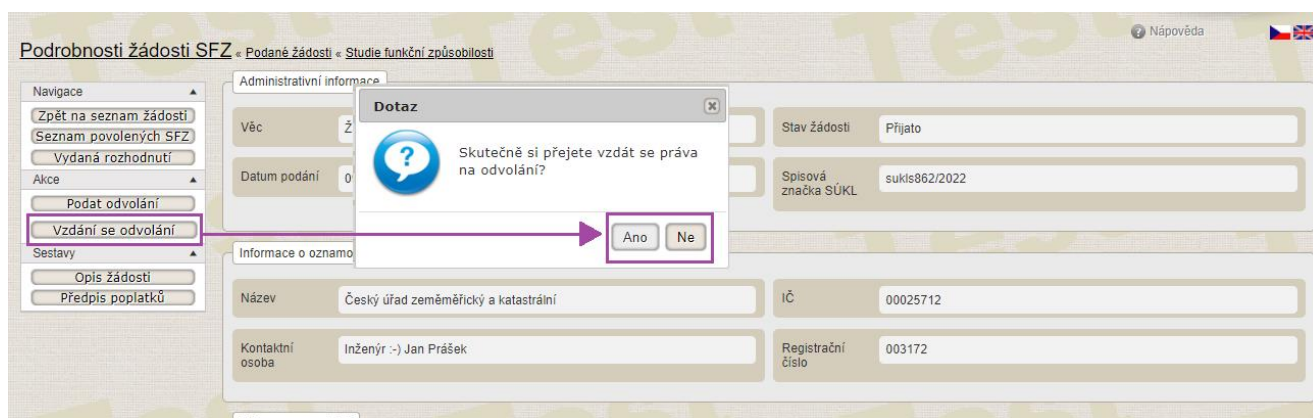 Nápověda
Podrobnosti žádosti SFZ « Podané žádosti « Studie funkční způsobilosti
Navigace
Zpět na seznam žádosti
Seznam povolených SFZ
Vydaná rozhodnutí
Akce
Podat odvolání
Vzdání se odvolání
Sestavy
Opis žádosti
Předpis poplatků
Administrativní informace
Věc
Ž
Stav žádosti
Přijato
Datum podání
Spisová
značka SÚKL
sukls862/2022
Dotaz
Skutečně si přejete vzdát se práva
na odvolání?
Ano
Ne
Informace o oznamo
Název
Český úřad zeměměřický a katastrální
IČ
00025712
Kontaktní
osoba
Inženýr :-) Jan Prášek
Registrační
číslo
003172